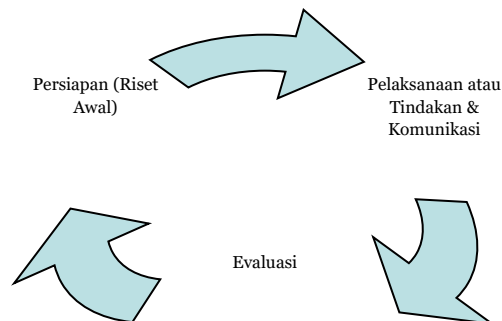 Persiapan (Riset
Awal)
Pelaksanaan atau
Tindakan &
Komunikasi
Evaluasi